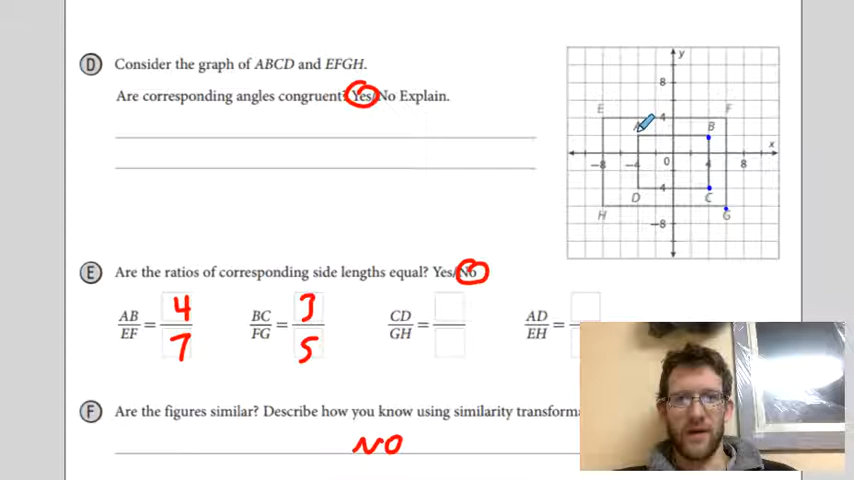 D Consider the graph of ABCD and EFGH.
Are corresponding angles congruent? Yes/No Explain.
y
8
E 4 F
A B
x
-8 -4 0 4 8
4
D C
H G
-8
E Are the ratios of corresponding side lengths equal? Yes/No
AB/EF = 4/7 BC/FG = 3/5 CD/GH = AD/EH =
F Are the figures similar? Describe how you know using similarity
NO